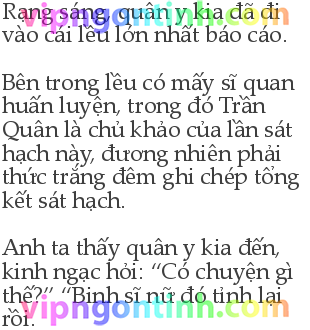 Rạng sáng, quân y kia đã đi
vipngontinh.com
vào cái lều lớn nhất báo cáo.
Bên trong lều có mấy sĩ quan
huấn luyện, trong đó Trần
Quân là chủ khảo của lần sát
hạch này, đương nhiên phải
thức trắng đêm ghi chép tổng
kết sát hạch.
Anh ta thấy quân y kia đến,
kinh ngạc hỏi: “Có chuyện gì
thế?” “Binh sĩ nữ đó tỉnh lại
vipngontinh.com
rồi.